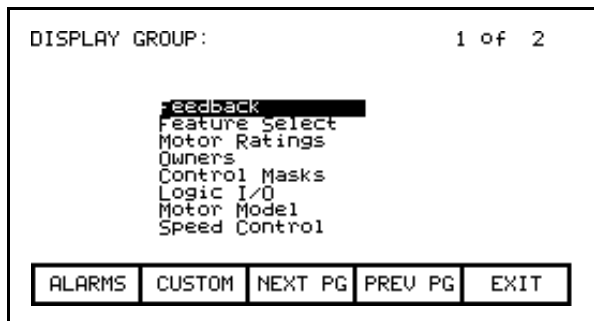 DISPLAY GROUP: 1 of 2
Feedback
Feature Select
Motor Ratings
Owners
Control Masks
Logic I/O
Motor Model
Speed Control
ALARMS CUSTOM NEXT PG PREV PG EXIT